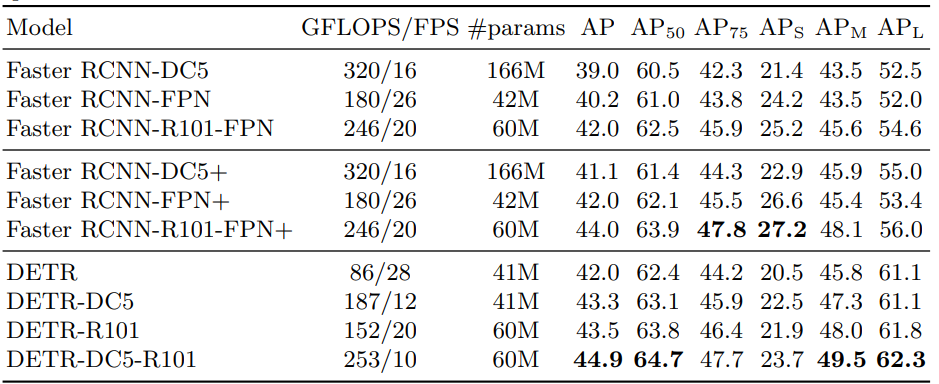 Model GFLOPS/FPS #params AP AP50 AP75 APS APM APL
Faster RCNN-DC5 320/16 166M 39.0 60.5 42.3 21.4 43.5 52.5
Faster RCNN-FPN 180/26 42M 40.2 61.0 43.8 24.2 43.5 52.0
Faster RCNN-R101-FPN 246/20 60M 42.0 62.5 45.9 25.2 45.6 54.6
Faster RCNN-DC5+ 320/16 166M 41.1 61.4 44.3 22.9 45.9 55.0
Faster RCNN-FPN+ 180/26 42M 42.0 62.1 45.5 26.6 45.4 53.4
Faster RCNN-R101-FPN+ 246/20 60M 44.0 63.9 47.8 27.2 48.1 56.0
DETR 86/28 41M 42.0 62.4 44.2 20.5 45.8 61.1
DETR-DC5 187/12 41M 43.3 63.1 45.9 22.5 47.3 61.1
DETR-R101 152/20 60M 43.5 63.8 46.4 21.9 48.0 61.8
DETR-DC5-R101 253/10 60M 44.9 64.7 47.7 23.7 49.5 62.3